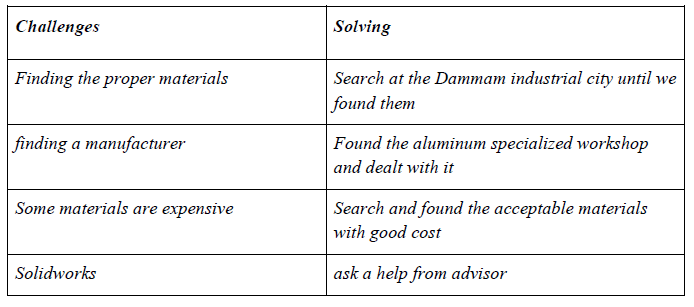 Challenges
Solving
Finding the proper materials
Search at the Dammam industrial city until we
found them
finding a manufacturer
Found the aluminum specialized workshop
and dealt with it
Some materials are expensive
Search and found the acceptable materials
with good cost
Solidworks
ask a help from advisor